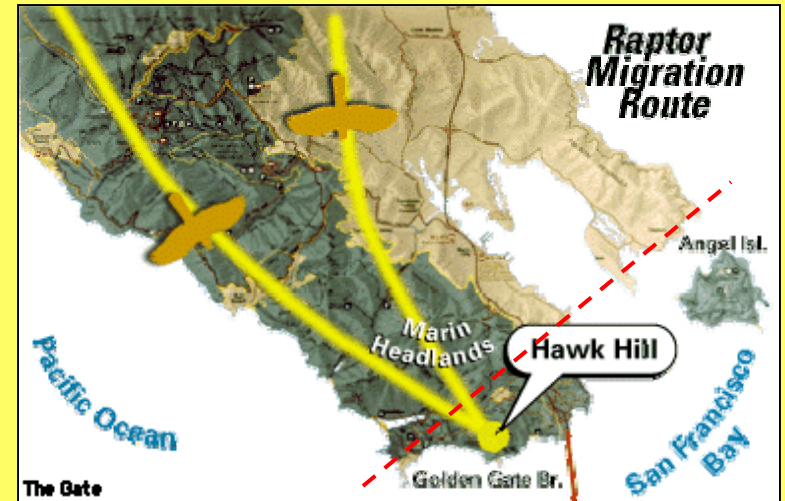 Raptor
Migration
Route
Angel Isl.
Marin
Headlands
Hawk Hill
Pacific Ocean
San Francisco
Bay
Golden Gate Br.
The Gate